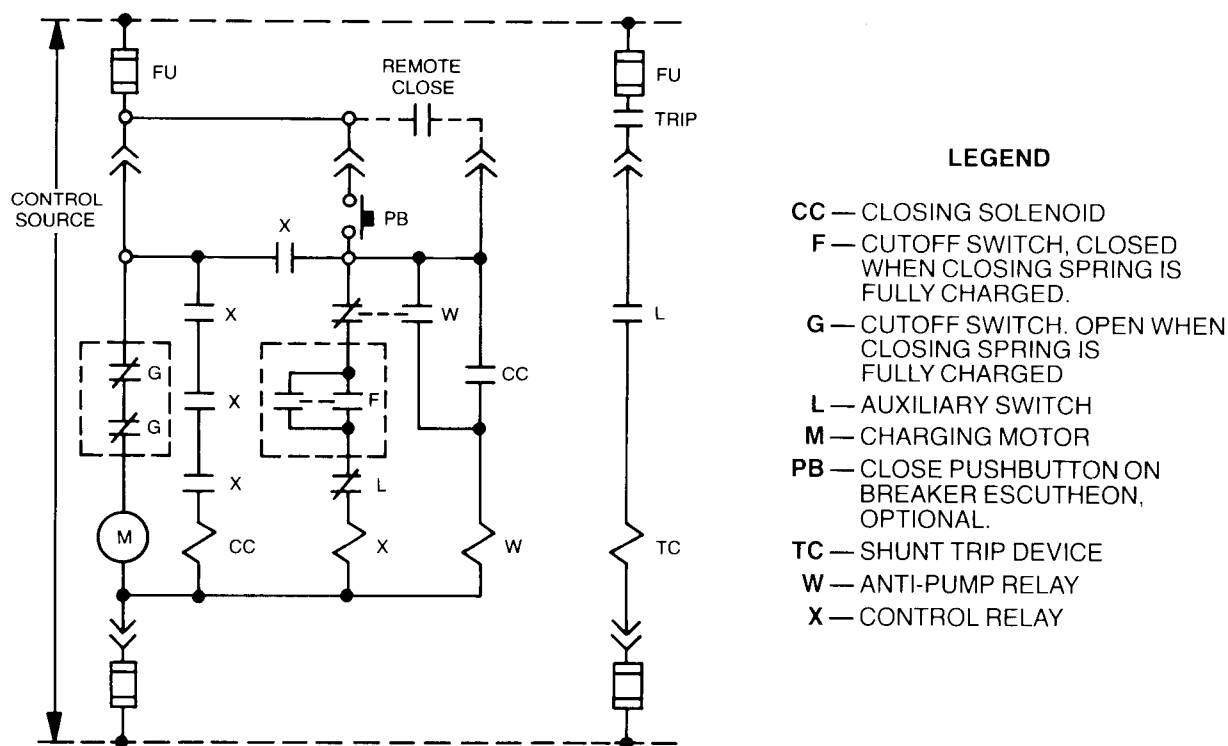 FU
REMOTE
CLOSE
FU
TRIP
CONTROL
SOURCE
PB
X
X
W
L
G
CC
X
F
G
X
L
M
CC
X
W
TC
LEGEND
CC — CLOSING SOLENOID
F — CUTOFF SWITCH, CLOSED
WHEN CLOSING SPRING IS
FULLY CHARGED.
G — CUTOFF SWITCH. OPEN WHEN
CLOSING SPRING IS
FULLY CHARGED
L — AUXILIARY SWITCH
M — CHARGING MOTOR
PB — CLOSE PUSHBUTTON ON
BREAKER ESCUTHEON,
OPTIONAL.
TC — SHUNT TRIP DEVICE
W — ANTI-PUMP RELAY
X — CONTROL RELAY